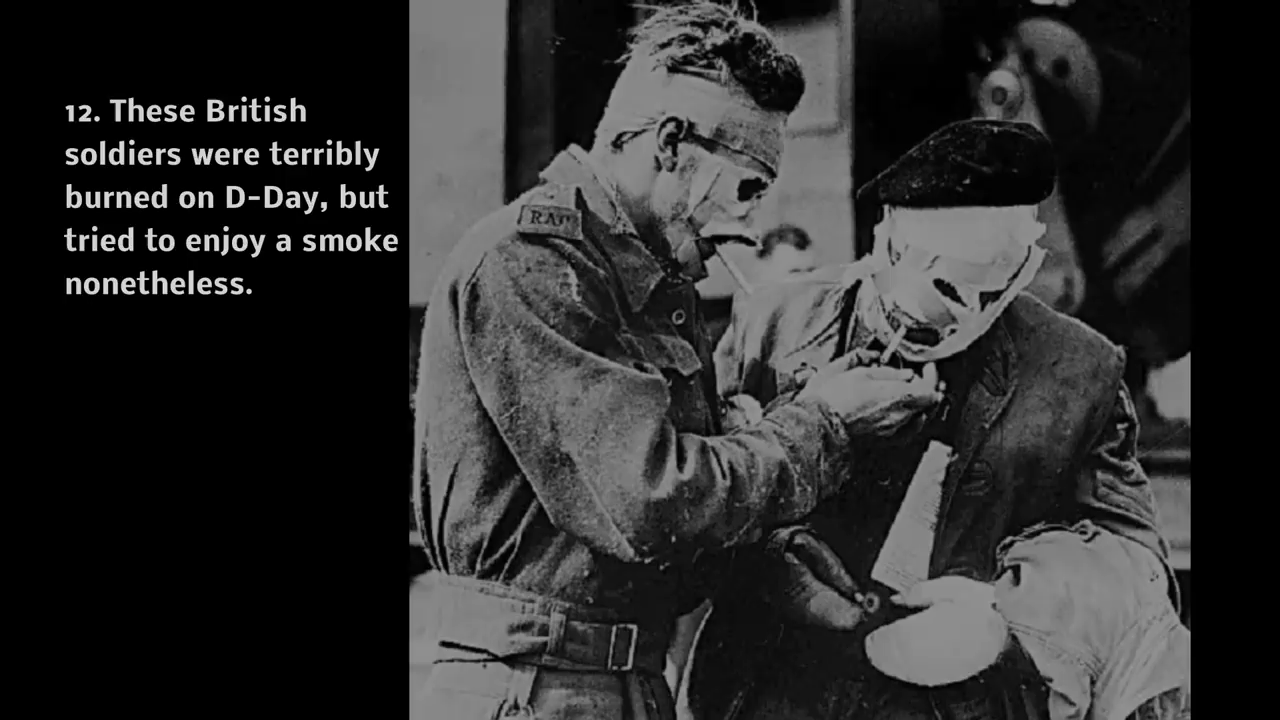 12. These British
soldiers were terribly
burned on D-Day, but
tried to enjoy a smoke
nonetheless.